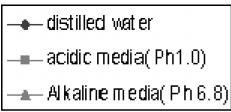 distilled water
acidic media( Ph1.0)
Alkaline media( Ph 6.8)